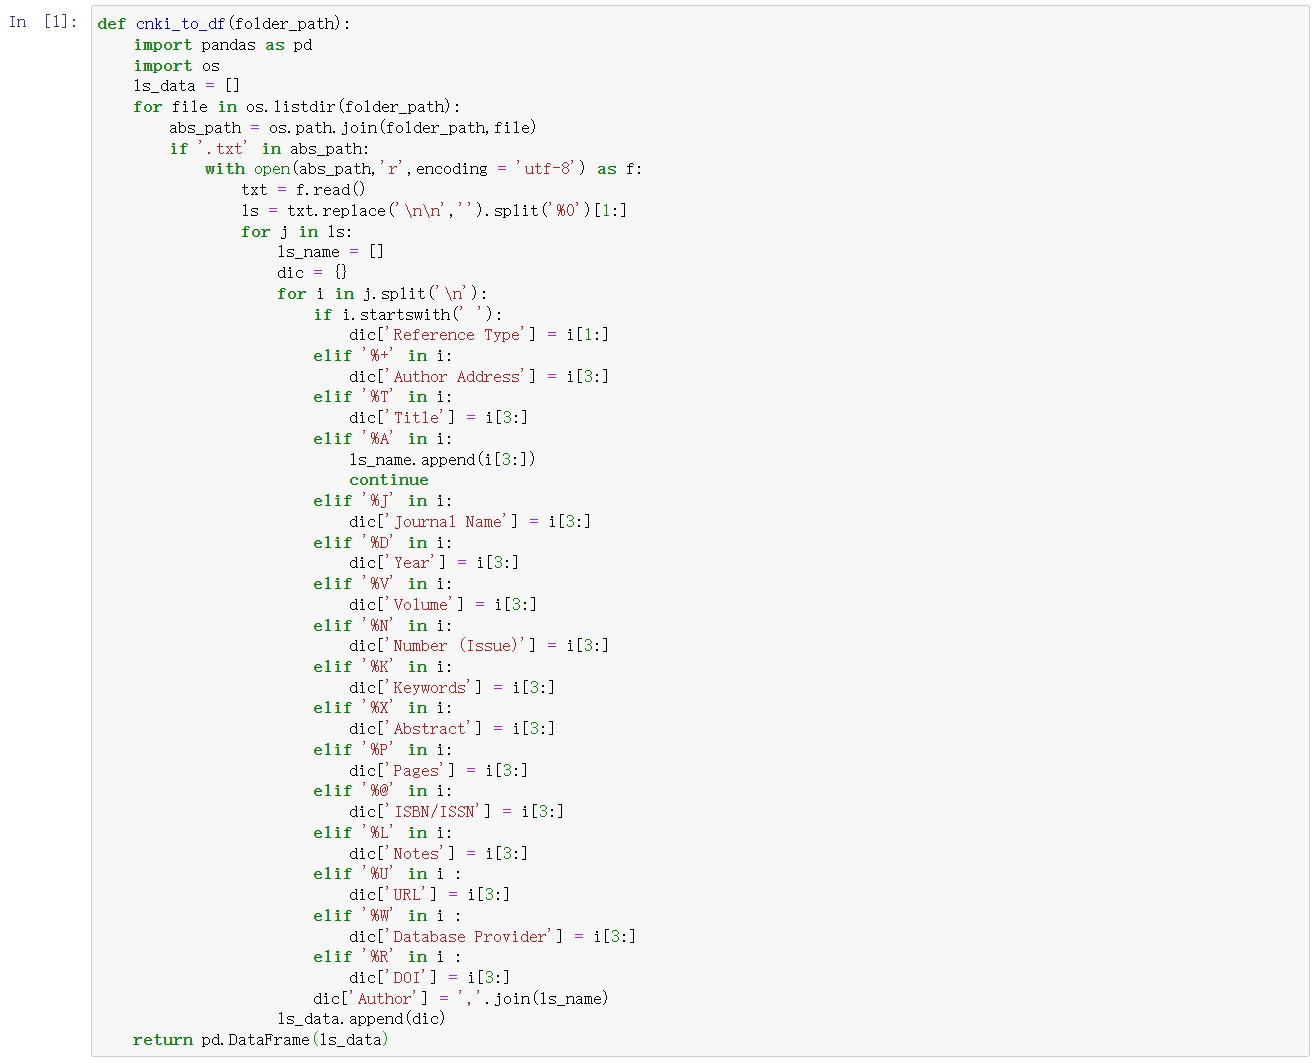 In [1]:
def cnki_to_df(folder_path):
    import pandas as pd
    import os
    ls_data = []
    for file in os.listdir(folder_path):
        abs_path = os.path.join(folder_path,file)
        if '.txt' in abs_path:
            with open(abs_path,'r',encoding = 'utf-8') as f:
                txt = f.read()
                ls = txt.replace('\n\n','').split('%0')[1:]
                for j in ls:
                    ls_name = []
                    dic = {}
                    for i in j.split('\n'):
                        if i.startswith(' '):
                            dic['Reference Type'] = i[1:]
                        elif '%+' in i:
                            dic['Author Address'] = i[3:]
                        elif '%T' in i:
                            dic['Title'] = i[3:]
                        elif '%A' in i:
                            ls_name.append(i[3:])
                            continue
                        elif '%J' in i:
                            dic['Journal Name'] = i[3:]
                        elif '%D' in i:
                            dic['Year'] = i[3:]
                        elif '%V' in i:
                            dic['Volume'] = i[3:]
                        elif '%N' in i:
                            dic['Number (Issue)'] = i[3:]
                        elif '%K' in i:
                            dic['Keywords'] = i[3:]
                        elif '%X' in i:
                            dic['Abstract'] = i[3:]
                        elif '%P' in i:
                            dic['Pages'] = i[3:]
                        elif '%@' in i:
                            dic['ISBN/ISSN'] = i[3:]
                        elif '%L' in i:
                            dic['Notes'] = i[3:]
                        elif '%U' in i :
                            dic['URL'] = i[3:]
                        elif '%W' in i :
                            dic['Database Provider'] = i[3:]
                        elif '%R' in i :
                            dic['DOI'] = i[3:]
                        dic['Author'] = ','.join(ls_name)
                    ls_data.append(dic)
    return pd.DataFrame(ls_data)